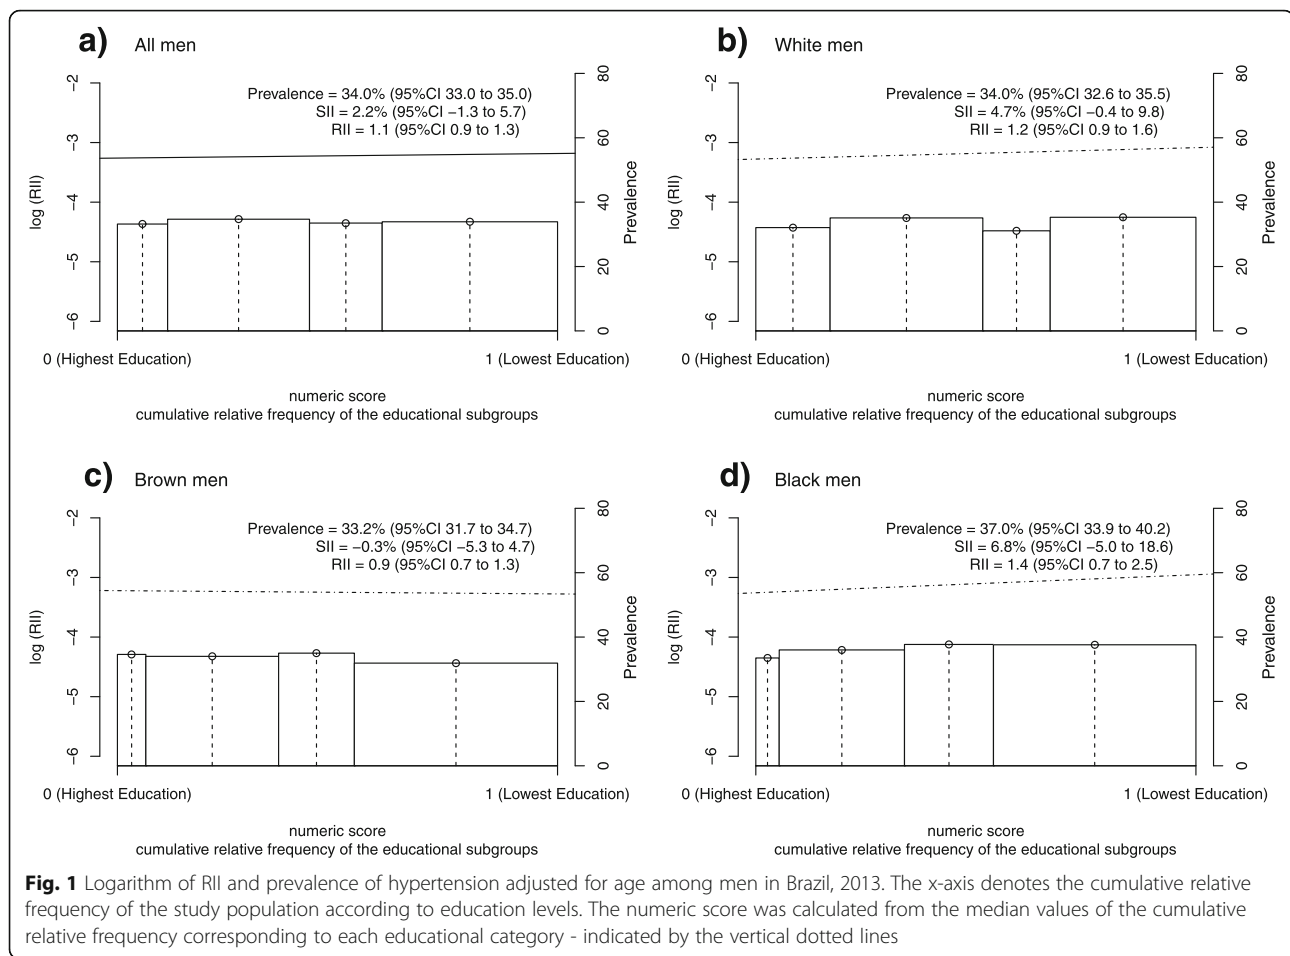 a) All men
Prevalence = 34.0% (95%CI 33.0 to 35.0)
SII = 2.2% (95%CI −1.3 to 5.7)
RII = 1.1 (95%CI 0.9 to 1.3)
log (RII)
−2
−3
−4
−5
−6
Prevalence
80
60
40
20
0
0 (Highest Education)
1 (Lowest Education)
numeric score
cumulative relative frequency of the educational subgroups
b) White men
Prevalence = 34.0% (95%CI 32.6 to 35.5)
SII = 4.7% (95%CI −0.4 to 9.8)
RII = 1.2 (95%CI 0.9 to 1.6)
log (RII)
−2
−3
−4
−5
−6
Prevalence
80
60
40
20
0
0 (Highest Education)
1 (Lowest Education)
numeric score
cumulative relative frequency of the educational subgroups
c) Brown men
Prevalence = 33.2% (95%CI 31.7 to 34.7)
SII = −0.3% (95%CI −5.3 to 4.7)
RII = 0.9 (95%CI 0.7 to 1.3)
log (RII)
−2
−3
−4
−5
−6
Prevalence
80
60
40
20
0
0 (Highest Education)
1 (Lowest Education)
numeric score
cumulative relative frequency of the educational subgroups
d) Black men
Prevalence = 37.0% (95%CI 33.9 to 40.2)
SII = 6.8% (95%CI −5.0 to 18.6)
RII = 1.4 (95%CI 0.7 to 2.5)
log (RII)
−2
−3
−4
−5
−6
Prevalence
80
60
40
20
0
0 (Highest Education)
1 (Lowest Education)
numeric score
cumulative relative frequency of the educational subgroups
Fig. 1 Logarithm of RII and prevalence of hypertension adjusted for age among men in Brazil, 2013. The x-axis denotes the cumulative relative
frequency of the study population according to education levels. The numeric score was calculated from the median values of the cumulative
relative frequency corresponding to each educational category - indicated by the vertical dotted lines